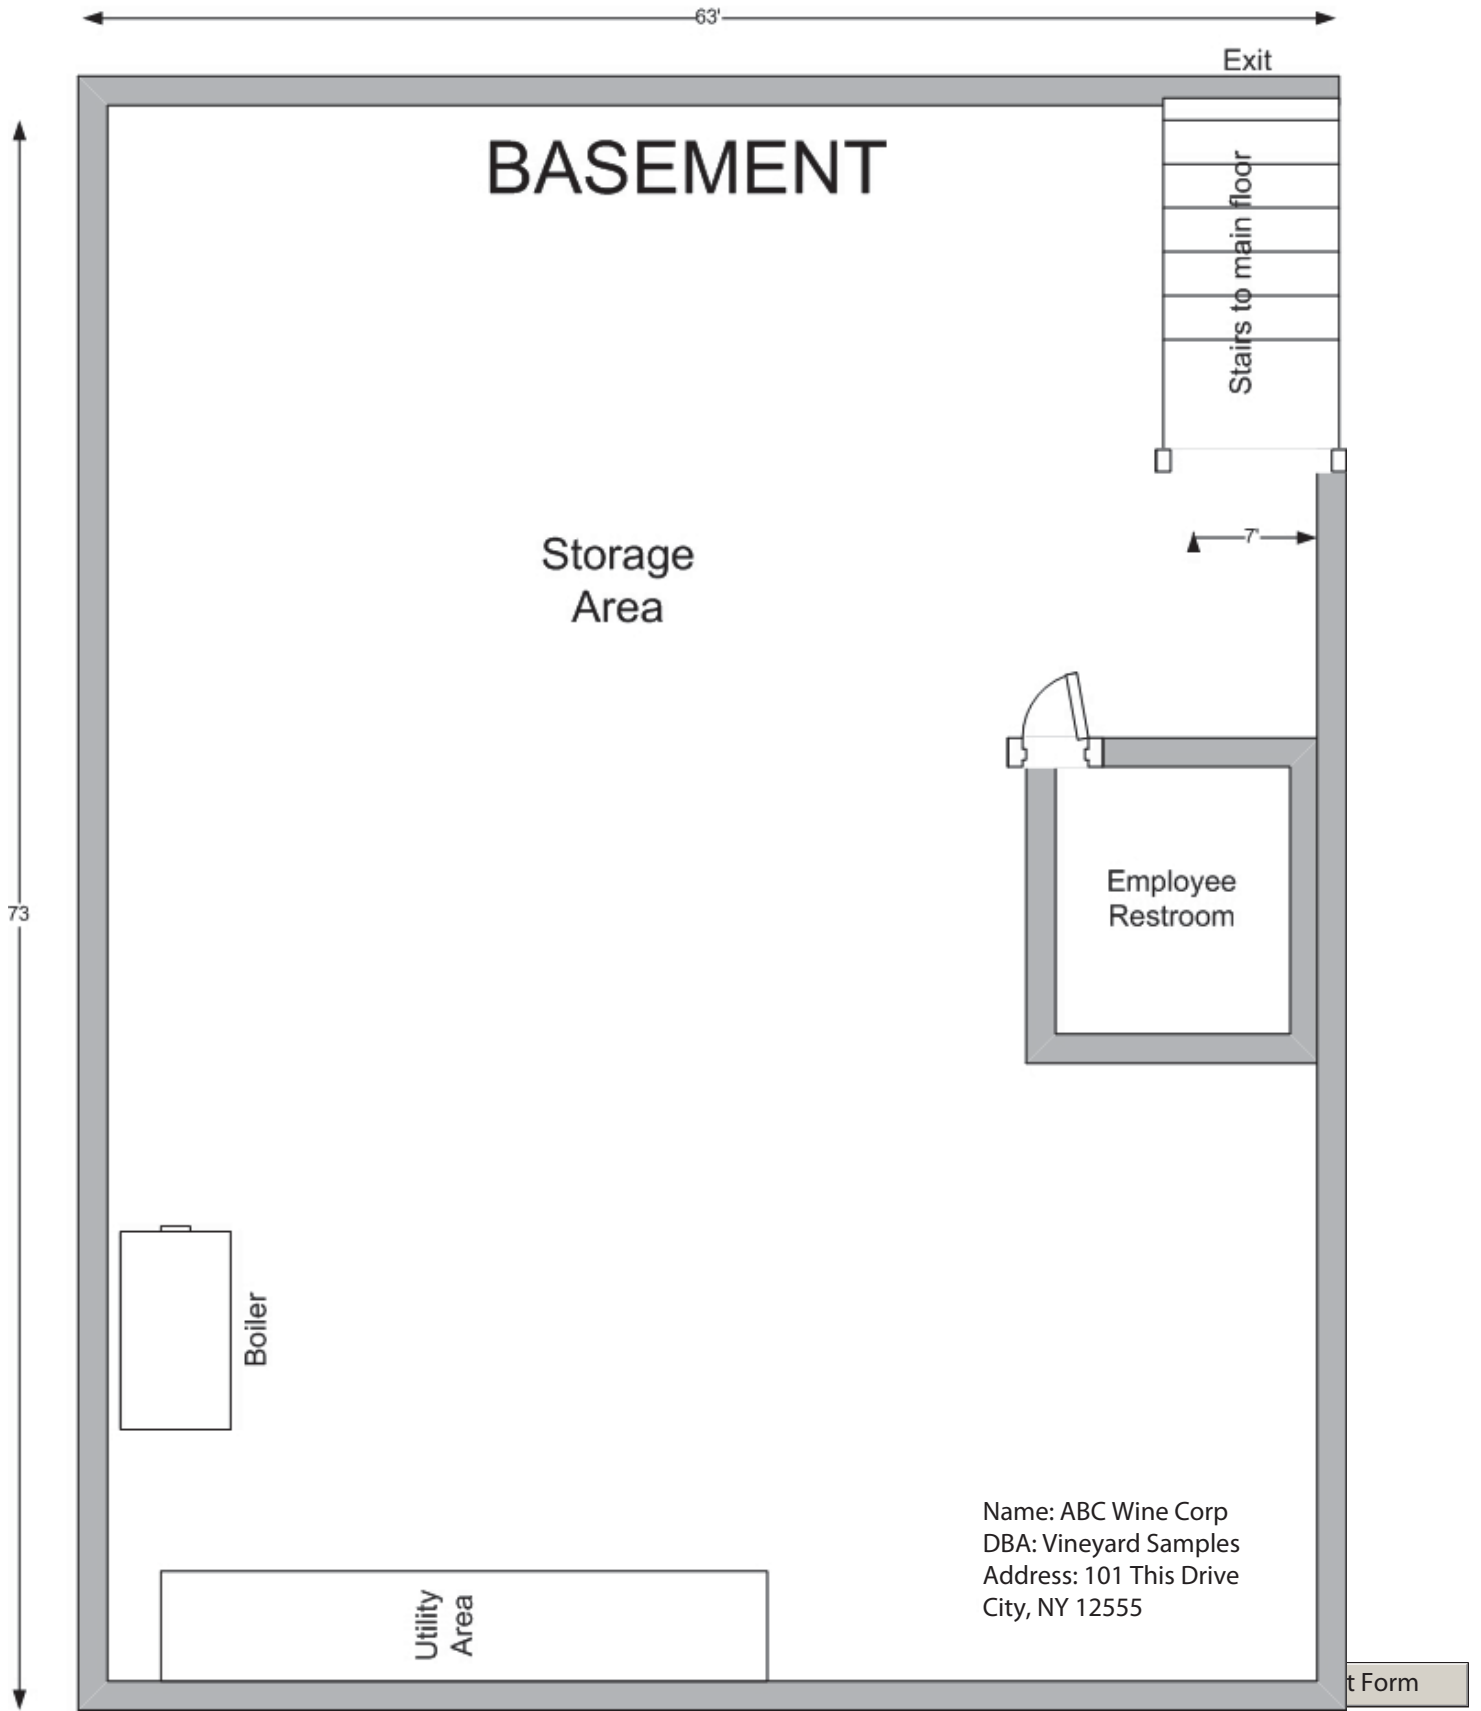 63'
Exit
BASEMENT
Stairs to main floor
Storage
Area
7'
Employee
Restroom
73
Boiler
Name: ABC Wine Corp
DBA: Vineyard Samples
Address: 101 This Drive
City, NY 12555
Utility
Area
t Form